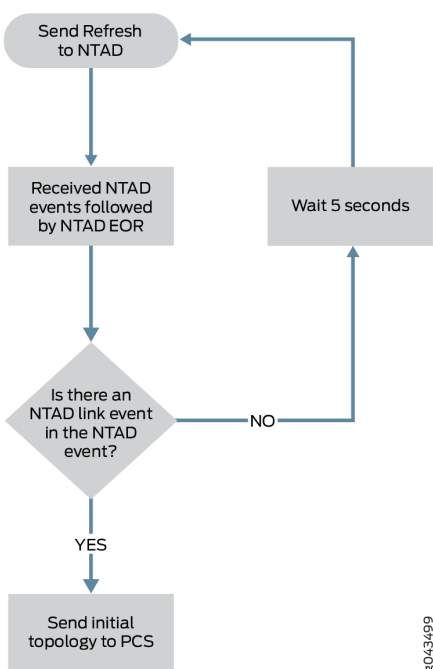 Send Refresh
to NTAD
Received NTAD
events followed
by NTAD EOR
Wait 5 seconds
Is there an
NTAD link event
in the NTAD
event?
NO
YES
Send initial
topology to PCS
g043499